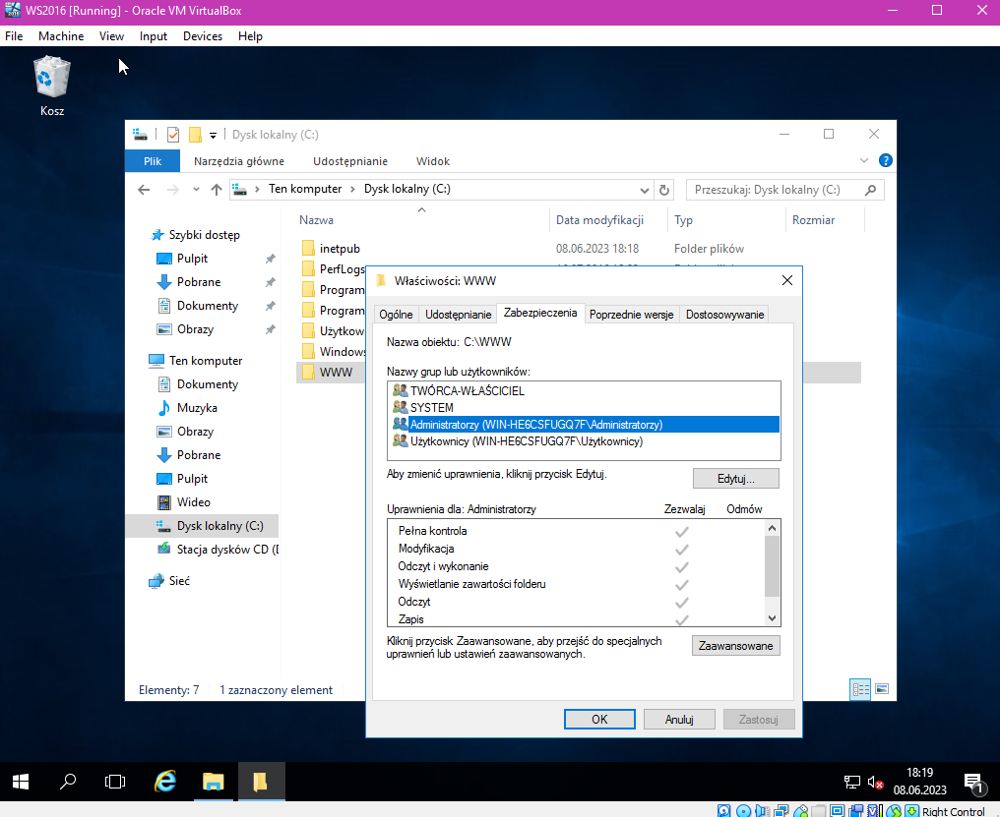 WS2016 [Running] - Oracle VM VirtualBox
File Machine View Input Devices Help
Kosz
Dysk lokalny (C:)
Plik Narzędzia główne Udostępnianie Widok
Ten komputer Dysk lokalny (C:)
Przeszukaj: Dysk lokalny (C:)
Nazwa Data modyfikacji Typ Rozmiar
Szybki dostęp
Pulpit
Pobrane
Dokumenty
Obrazy
Ten komputer
Dokumenty
Muzyka
Obrazy
Pobrane
Pulpit
Wideo
Dysk lokalny (C:)
Stacja dysków CD (
Sieć
inetpub 08.06.2023 18:18 Folder plików
PerfLogs
Program
Program
Użytkow
Windows
WWW
Elementy: 7 1 zaznaczony element
Właściwości: WWW
Ogólne Udostępnianie Zabezpieczenia Poprzednie wersje Dostosowywanie
Nazwa obiektu: C:\WWW
Nazwy grup lub użytkowników:
TWÓRCA-WŁAŚCICIEL
SYSTEM
Administratorzy (WIN-HE6CSFUGQ7F\Administratorzy)
Użytkownicy (WIN-HE6CSFUGQ7F\Użytkownicy)
Aby zmienić uprawnienia, kliknij przycisk Edytuj.
Edytuj...
Uprawnienia dla: Administratorzy Zezwalaj Odmów
Pełna kontrola
Modyfikacja
Odczyt i wykonanie
Wyświetlanie zawartości folderu
Odczyt
Zapis
Kliknij przycisk Zaawansowane, aby przejść do specjalnych
uprawnień lub ustawień zaawansowanych.
Zaawansowane
OK Anuluj Zastosuj
18:19
08.06.2023
1
Right Control